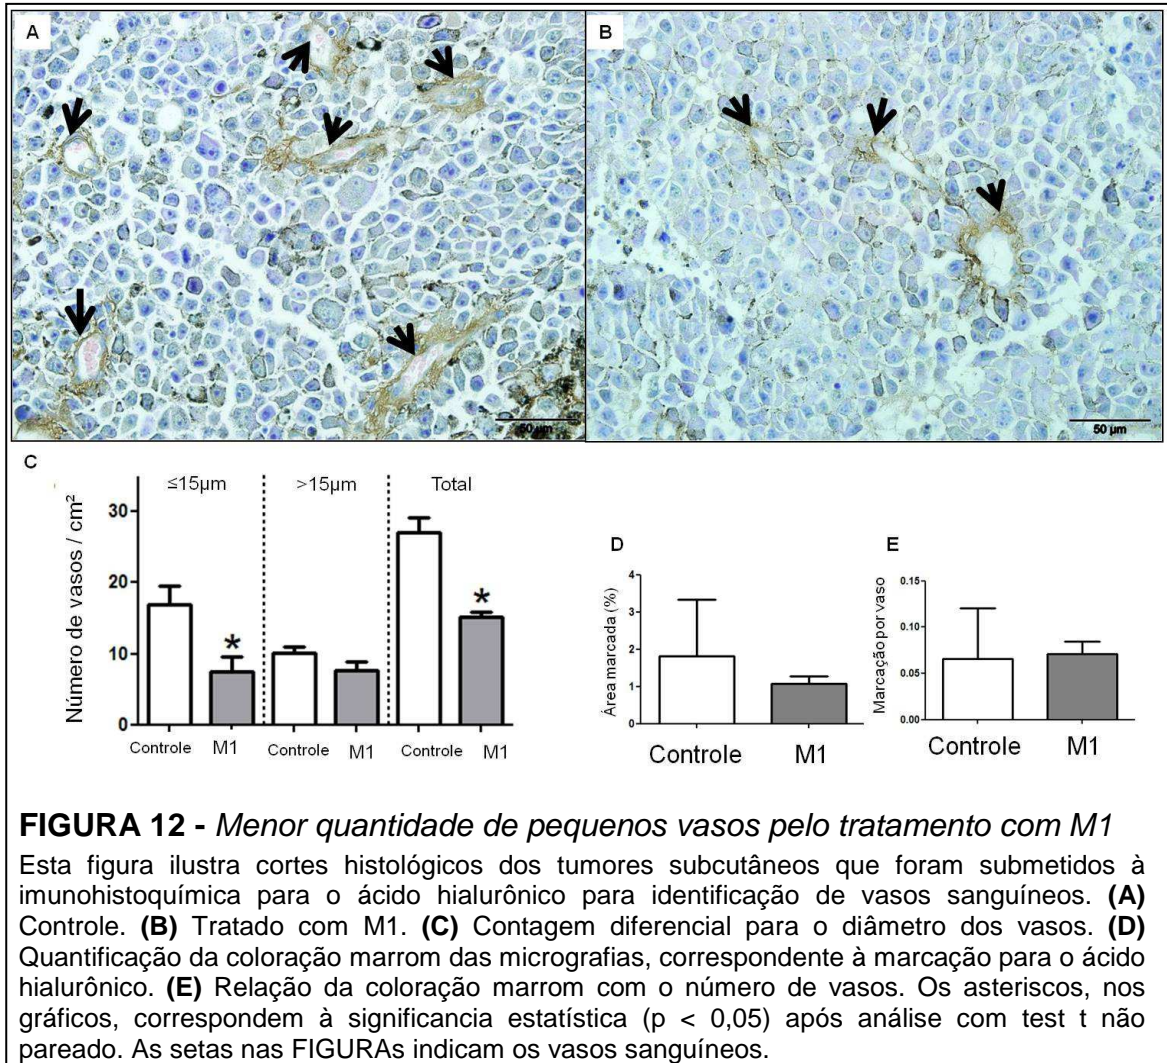 A
B
50 µm
50 µm
C
≤15µm
>15µm
Total
Número de vasos / cm²
30
20
10
0
*
*
Controle
M1
Controle
M1
Controle
M1
D
Área marcada (%)
4
3
2
1
0
Controle
M1
E
Marcação por vaso
0.15
0.10
0.05
0.00
Controle
M1
FIGURA 12 - Menor quantidade de pequenos vasos pelo tratamento com M1
Esta figura ilustra cortes histológicos dos tumores subcutâneos que foram submetidos à
imunohistoquímica para o ácido hialurônico para identificação de vasos sanguíneos. (A)
Controle. (B) Tratado com M1. (C) Contagem diferencial para o diâmetro dos vasos. (D)
Quantificação da coloração marrom das micrografias, correspondente à marcação para o ácido
hialurônico. (E) Relação da coloração marrom com o número de vasos. Os asteriscos, nos
gráficos, correspondem à significancia estatística (p < 0,05) após análise com test t não
pareado. As setas nas FIGURAs indicam os vasos sanguíneos.